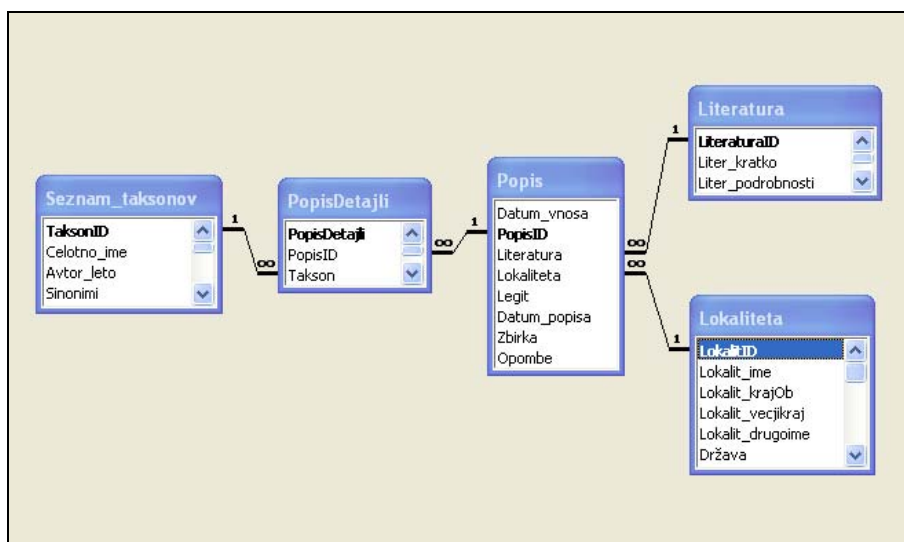 Seznam_taksonov
TaksonID
Celotno_ime
Avtor_leto
Sinonimi
1
∞
PopisDetajli
PopisDetajli
PopisID
Takson
∞
1
Popis
Datum_vnosa
PopisID
Literatura
Lokaliteta
Legit
Datum_popisa
Zbirka
Opombe
∞
∞
1
1
Literatura
LiteraturaID
Liter_kratko
Liter_podrobnosti
Lokaliteta
LokalitID
Lokalit_ime
Lokalit_krajOb
Lokalit_vecjikraj
Lokalit_drugoime
Država